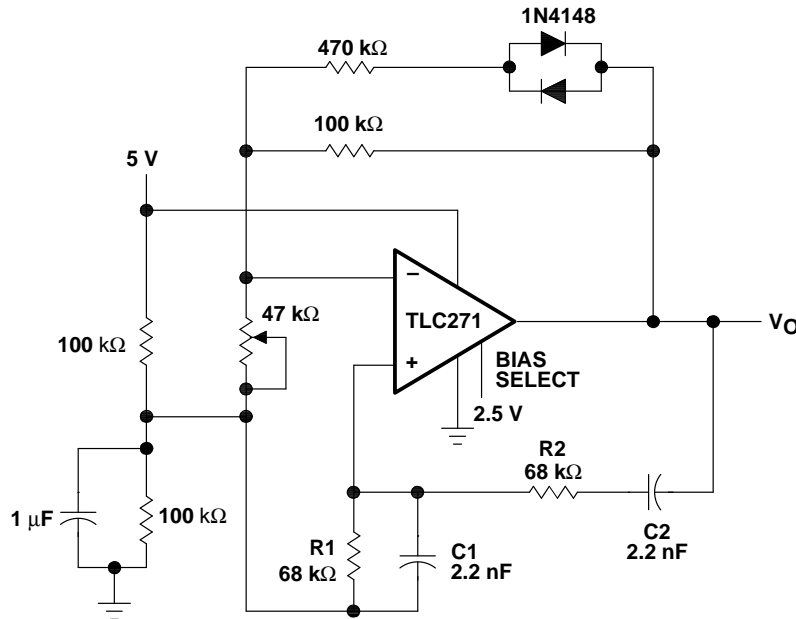 1N4148
470 kΩ
100 kΩ
5 V
47 kΩ
−
TLC271
+
BIAS
SELECT
2.5 V
VO
100 kΩ
R2
68 kΩ
C2
2.2 nF
1 μF
100 kΩ
R1
68 kΩ
C1
2.2 nF